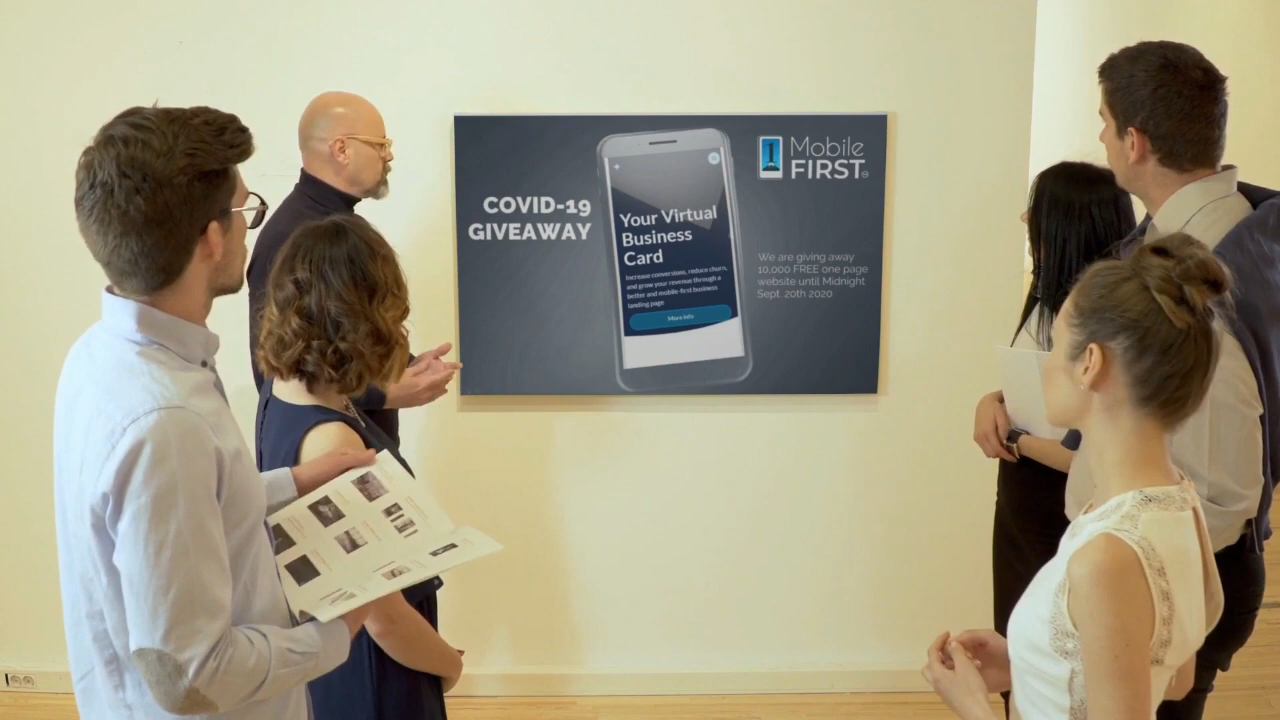 COVID-19
GIVEAWAY
Your Virtual
Business
Card
Increase conversions, reduce churn,
and grow your revenue through a
better and mobile-first business
landing page
More Info
1
Mobile
FIRST
We are giving away
10,000 FREE one page
website until Midnight
Sept. 20th 2020